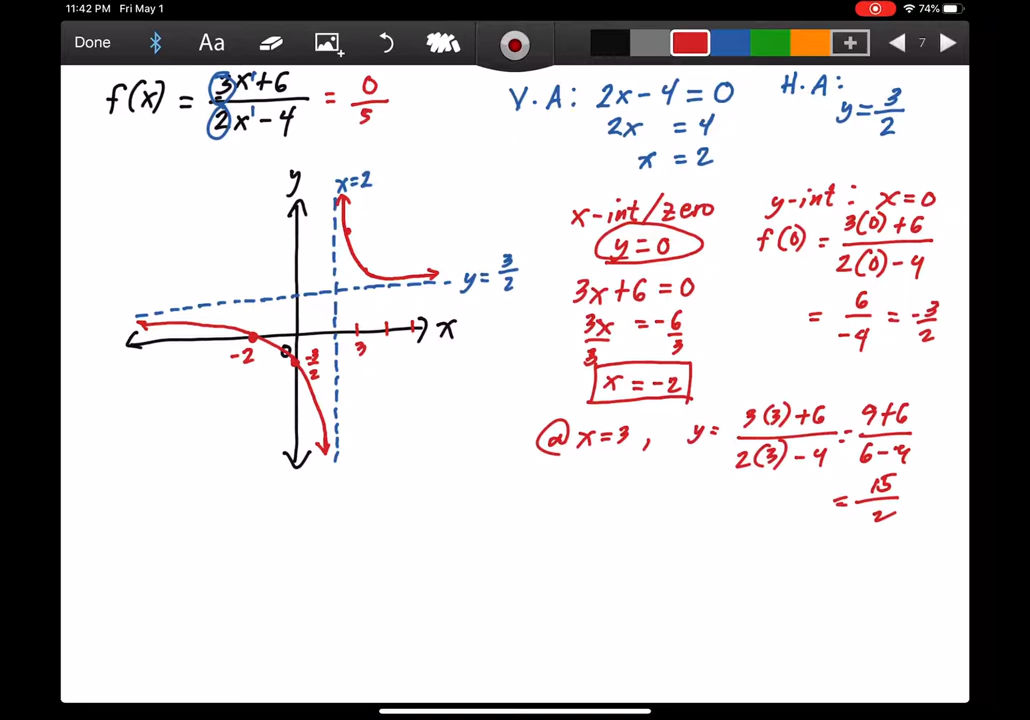 11:42 PM Fri May 1 74%
Done Aa 7
f(x) = 3x¹+6 / 2x¹-4 = 0/5
V.A: 2x-4=0
2x = 4
x = 2
H.A:
y = 3/2
y
x=2
y = 3/2
x
-2
0
-3/2
3
x-int/zero
y=0
3x+6=0
3x/3 = -6/3
x = -2
y-int: x=0
f(0) = 3(0)+6 / 2(0)-4
= 6/-4 = -3/2
@ x=3, y= 3(3)+6 / 2(3)-4 = 9+6 / 6-4
= 15/2